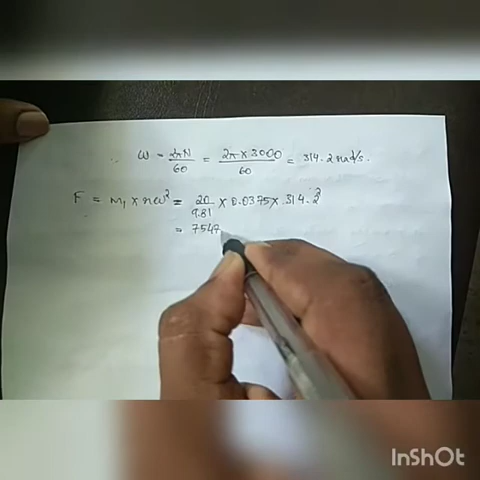 ∴ ω = 2πN/60 = 2π × 3000/60 = 314.2 rad/s.
F = m₁ × rω² = 20/9.81 × 0.0375 × 314.2²
= 7547
InShOt